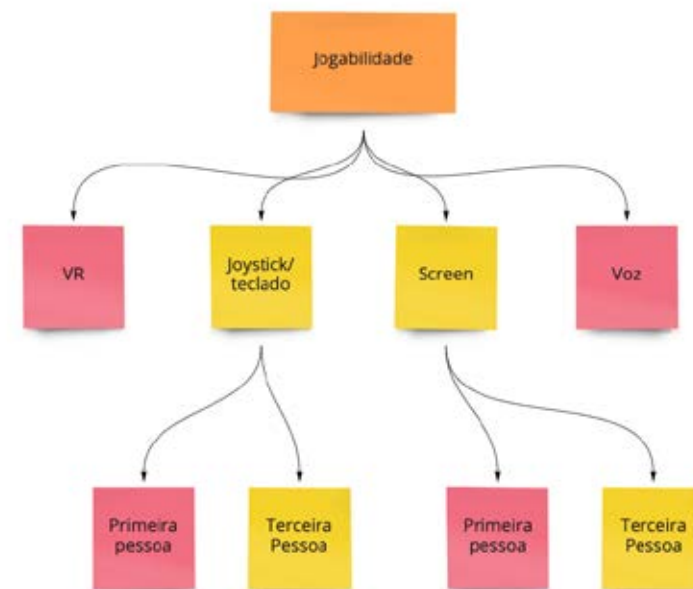 Jogabilidade
VR
Joystick/
teclado
Screen
Voz
Primeira
pessoa
Terceira
Pessoa
Primeira
pessoa
Terceira
Pessoa